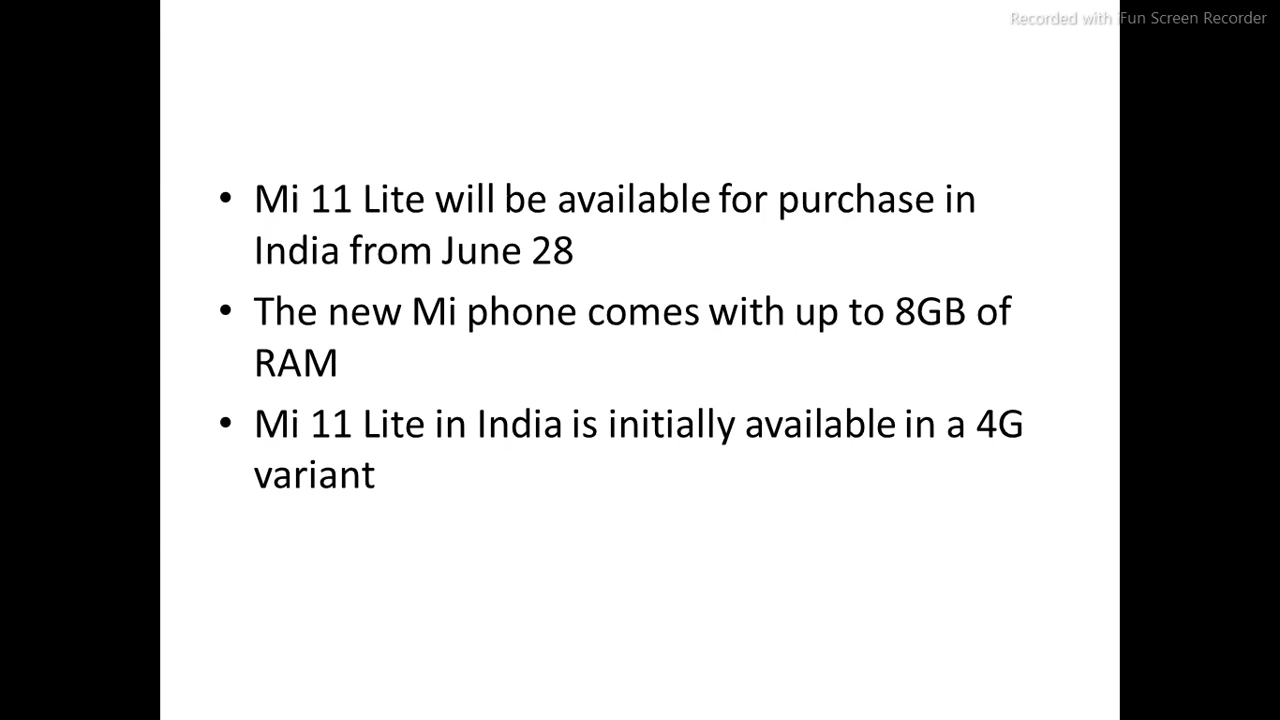 Recorded with iFun Screen Recorder
• Mi 11 Lite will be available for purchase in
India from June 28
• The new Mi phone comes with up to 8GB of
RAM
• Mi 11 Lite in India is initially available in a 4G
variant